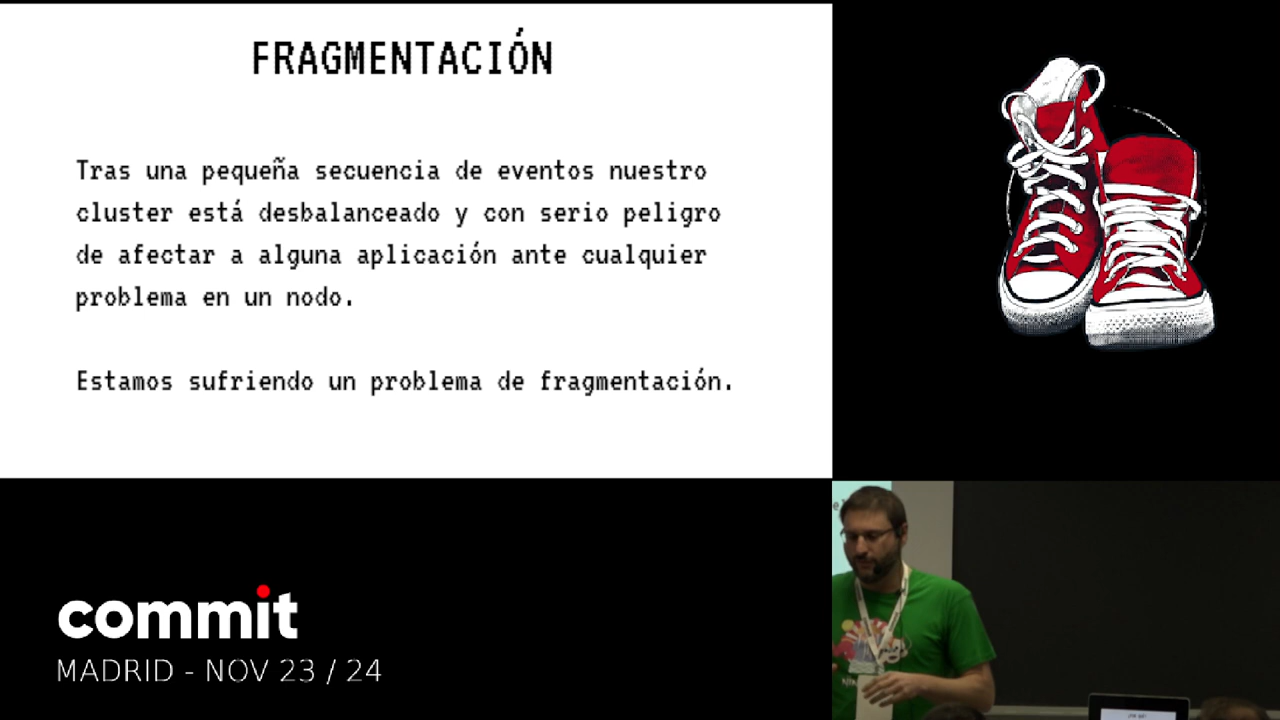 FRAGMENTACIÓN
Tras una pequeña secuencia de eventos nuestro
cluster está desbalanceado y con serio peligro
de afectar a alguna aplicación ante cualquier
problema en un nodo.
Estamos sufriendo un problema de fragmentación.
commit
MADRID - NOV 23 / 24